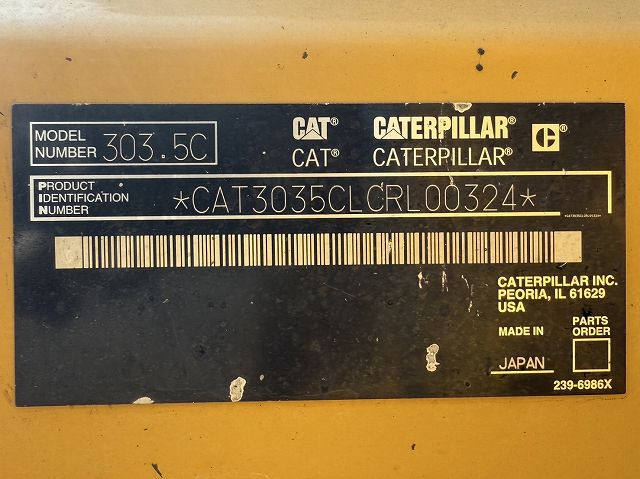 MODEL
NUMBER 303.5C
CAT® CATERPILLAR® C®
CAT® CATERPILLAR®
PRODUCT
IDENTIFICATION
NUMBER
*CAT3035CLCRL00324*
CATERPILLAR INC.
PEORIA, IL 61629
USA
MADE IN
JAPAN
PARTS
ORDER
239-6986X